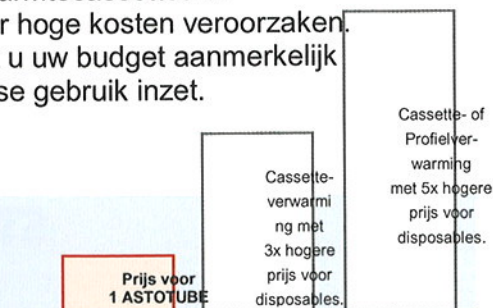 r hoge kosten veroorzaken.
u uw budget aanmerkelijk
se gebruik inzet.
Cassette- of
Profielver-
warming
met 5x hogere
prijs voor
disposables.
Cassette-
verwarmi
ng met
3x hogere
prijs voor
disposables.
Prijs voor
1 ASTOTUBE